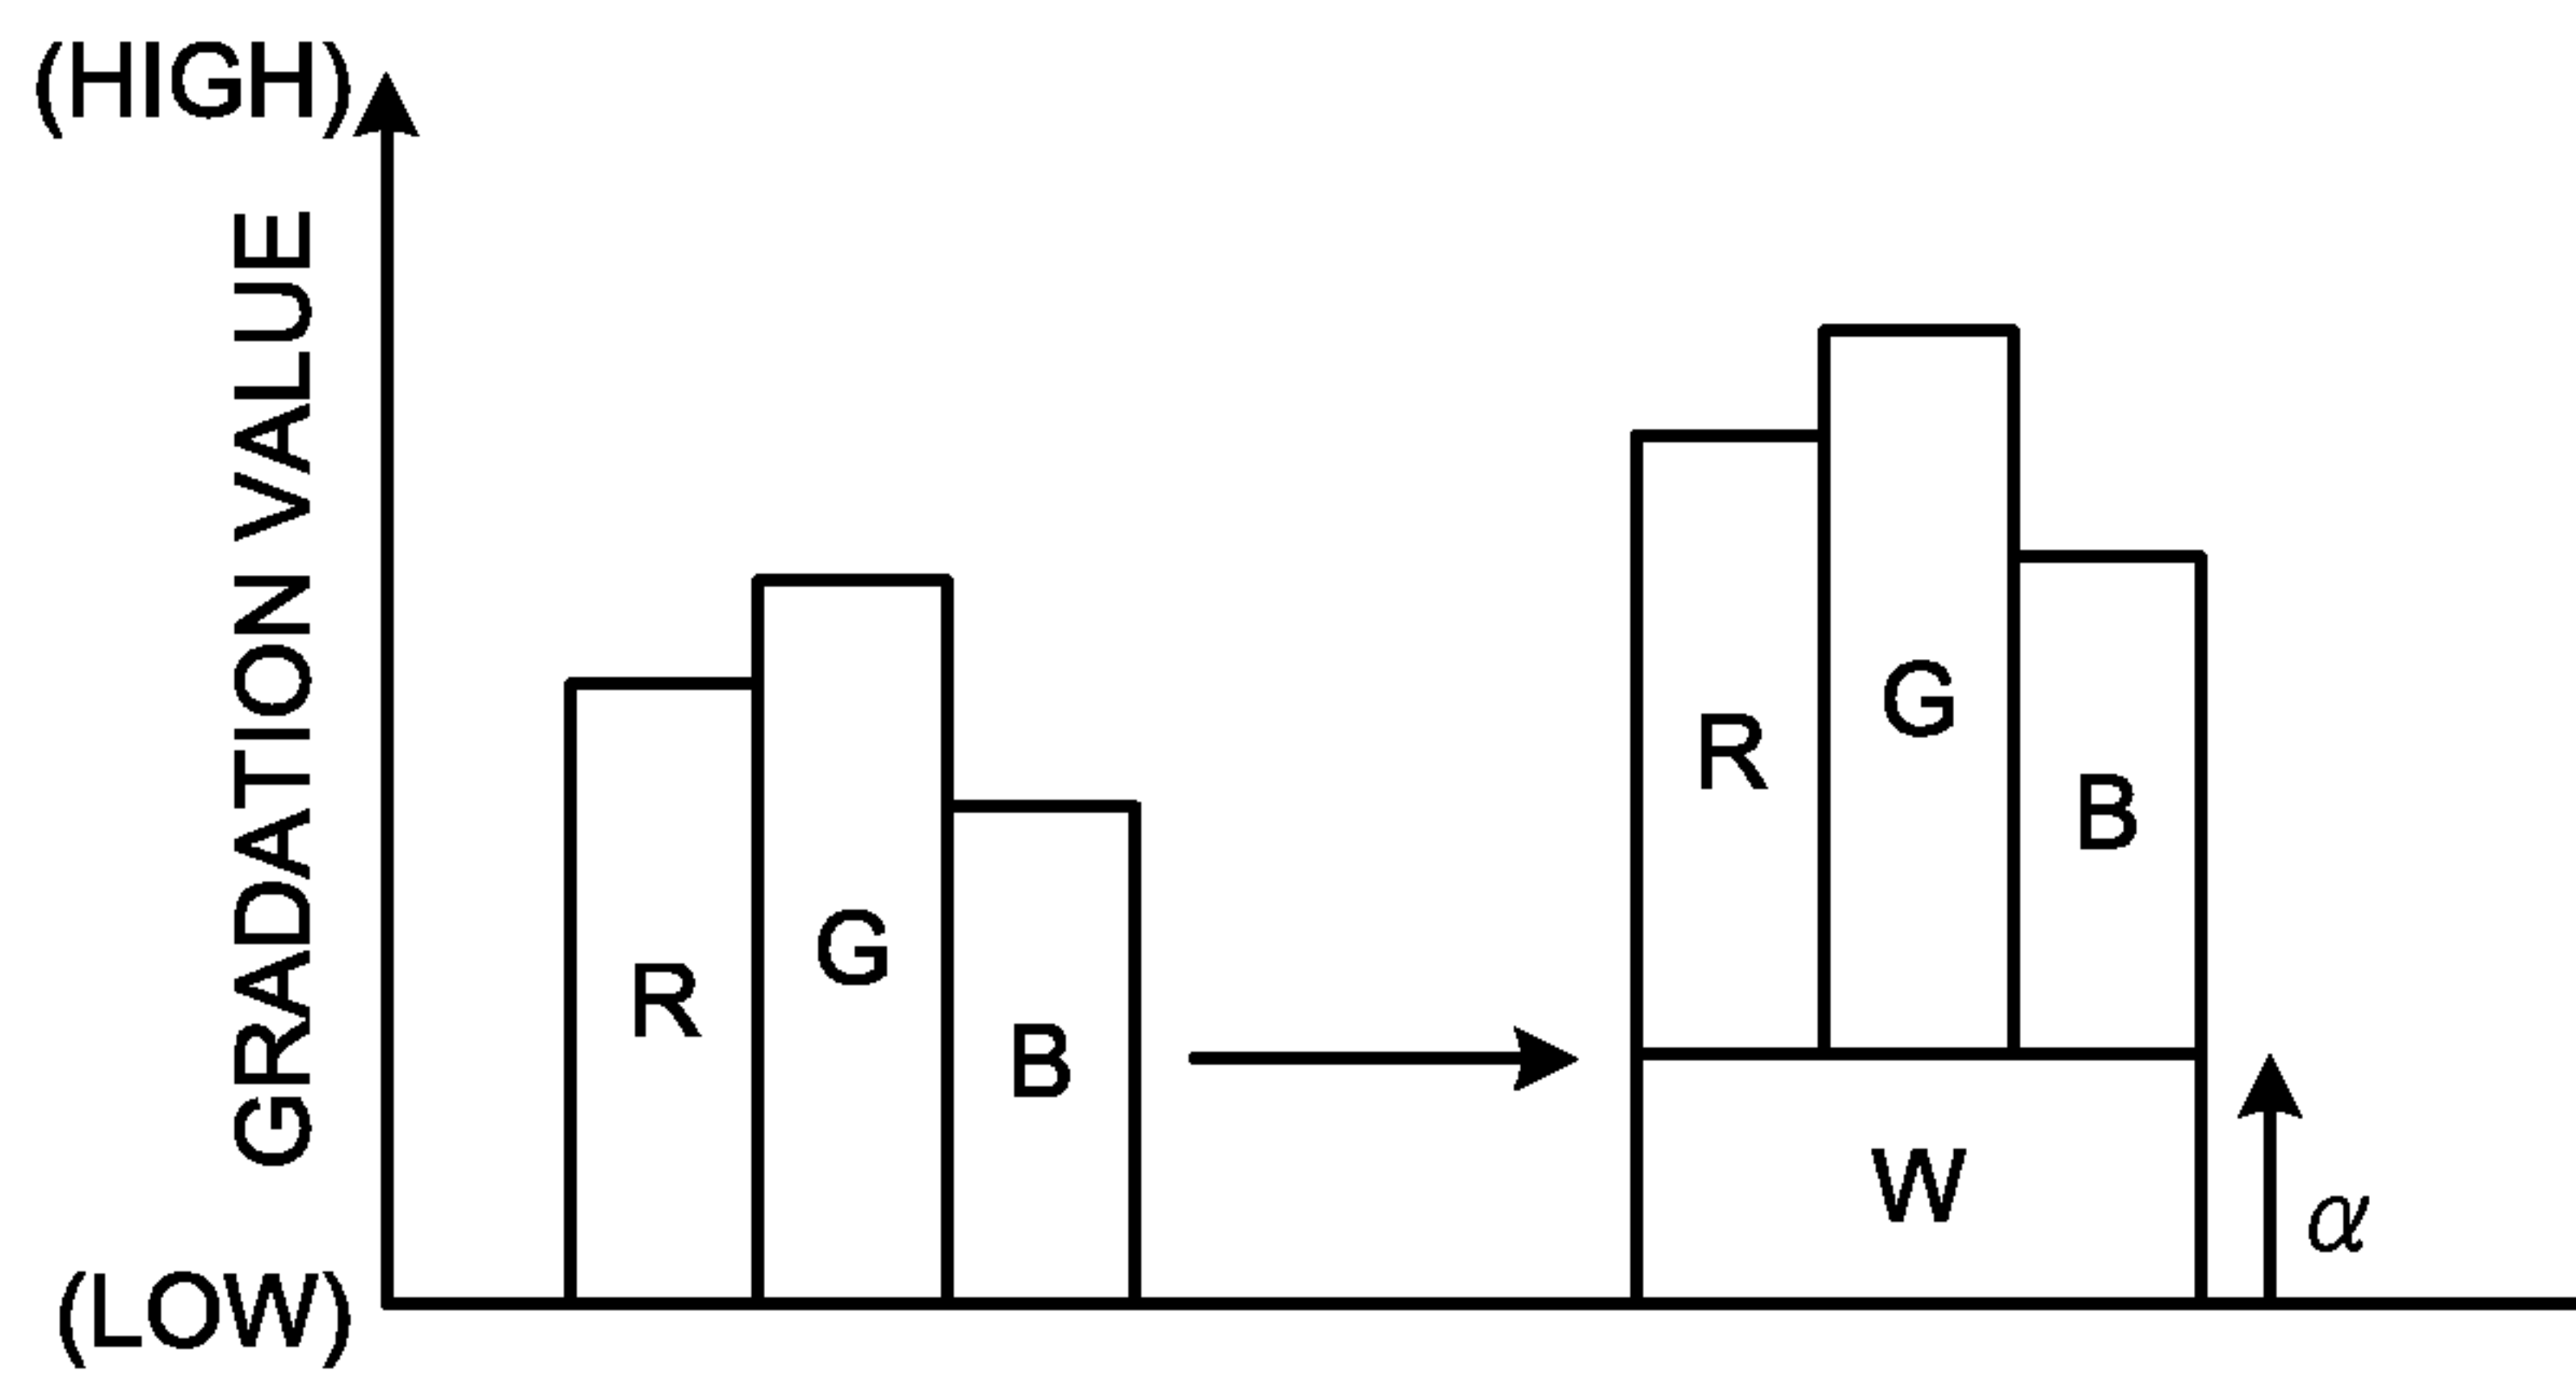 (HIGH)
GRADATION VALUE
(LOW)
R
G
B
R
G
B
W
α